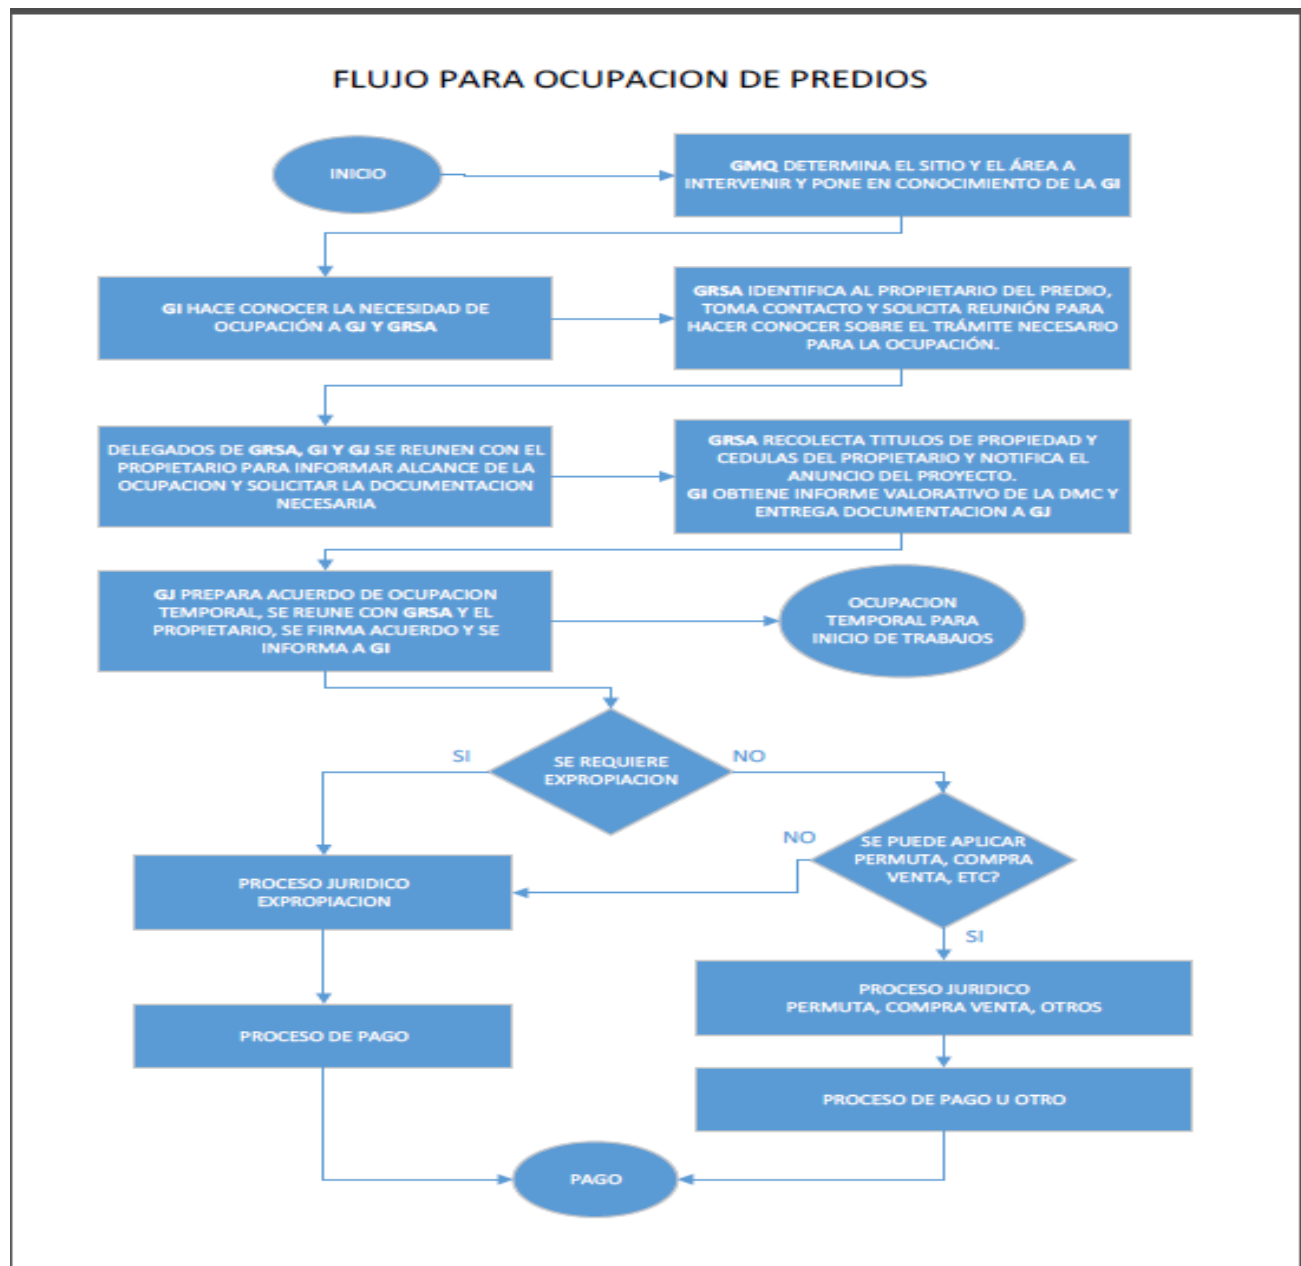 FLUJO PARA OCUPACION DE PREDIOS
INICIO
GMQ DETERMINA EL SITIO Y EL ÁREA A
INTERVENIR Y PONE EN CONOCIMIENTO DE LA GI
GI HACE CONOCER LA NECESIDAD DE
OCUPACIÓN A GJ Y GRSA
GRSA IDENTIFICA AL PROPIETARIO DEL PREDIO,
TOMA CONTACTO Y SOLICITA REUNIÓN PARA
HACER CONOCER SOBRE EL TRÁMITE NECESARIO
PARA LA OCUPACIÓN.
DELEGADOS DE GRSA, GI Y GJ SE REUNEN CON EL
PROPIETARIO PARA INFORMAR ALCANCE DE LA
OCUPACION Y SOLICITAR LA DOCUMENTACION
NECESARIA
GRSA RECOLECTA TITULOS DE PROPIEDAD Y
CEDULAS DEL PROPIETARIO Y NOTIFICA EL
ANUNCIO DEL PROYECTO.
GI OBTIENE INFORME VALORATIVO DE LA DMC Y
ENTREGA DOCUMENTACION A GJ
GJ PREPARA ACUERDO DE OCUPACION
TEMPORAL, SE REUNE CON GRSA Y EL
PROPIETARIO, SE FIRMA ACUERDO Y SE
INFORMA A GI
OCUPACION
TEMPORAL PARA
INICIO DE TRABAJOS
SE REQUIERE
EXPROPIACION
SI
NO
SE PUEDE APLICAR
PERMUTA, COMPRA
VENTA, ETC?
NO
SI
PROCESO JURIDICO
EXPROPIACION
PROCESO JURIDICO
PERMUTA, COMPRA VENTA, OTROS
PROCESO DE PAGO
PROCESO DE PAGO U OTRO
PAGO